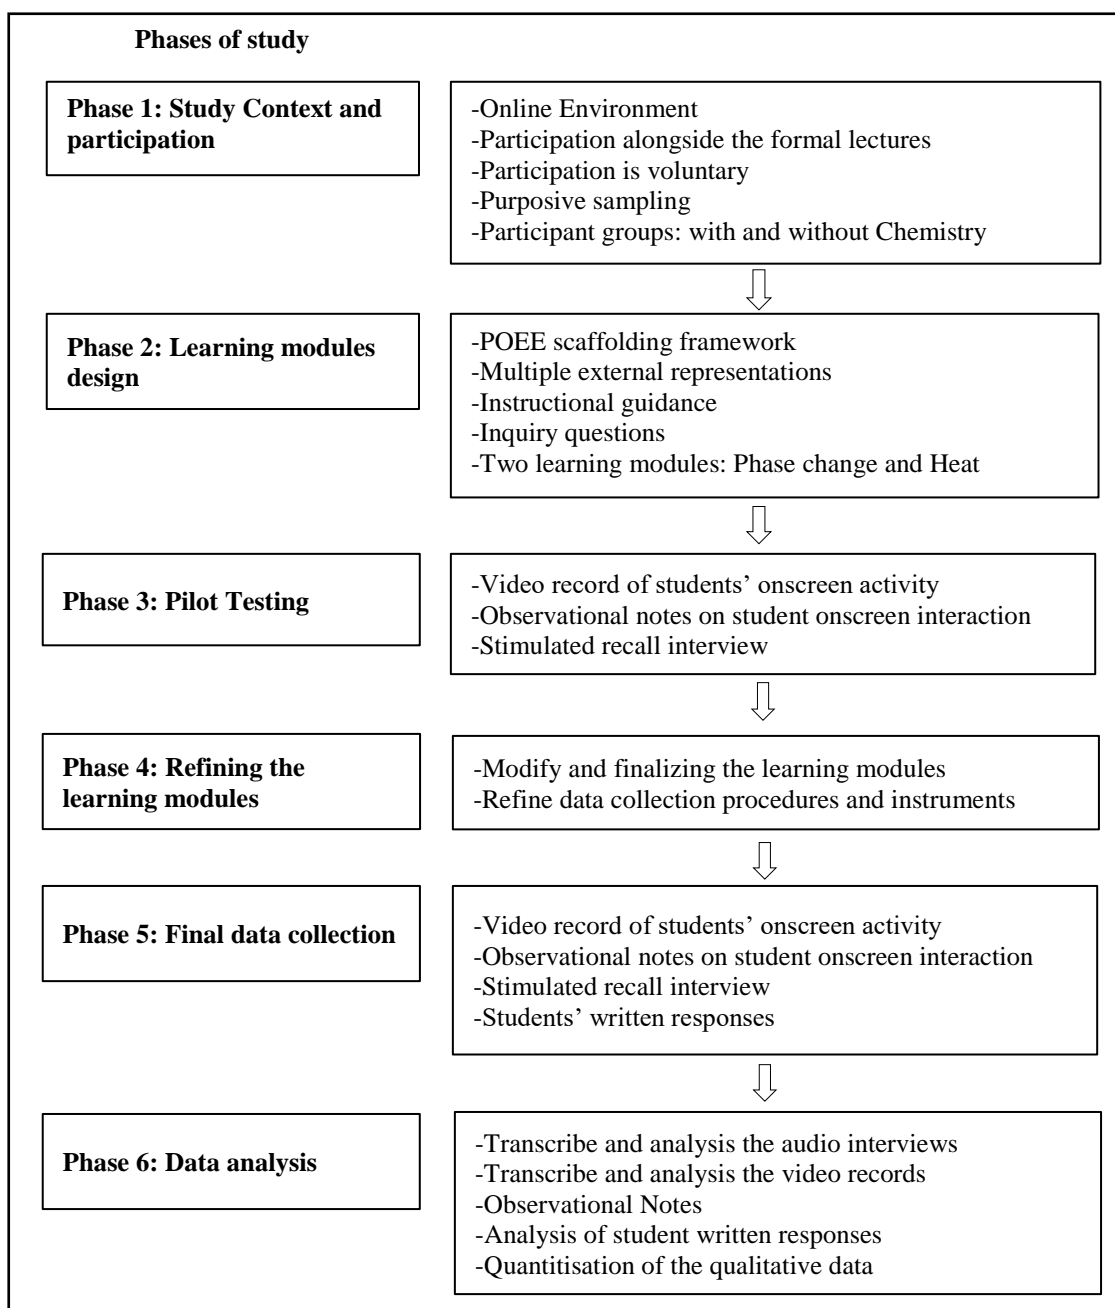 Phases of study
Phase 1: Study Context and
participation
-Online Environment
-Participation alongside the formal lectures
-Participation is voluntary
-Purposive sampling
-Participant groups: with and without Chemistry
Phase 2: Learning modules
design
-POEE scaffolding framework
-Multiple external representations
-Instructional guidance
-Inquiry questions
-Two learning modules: Phase change and Heat
Phase 3: Pilot Testing
-Video record of students’ onscreen activity
-Observational notes on student onscreen interaction
-Stimulated recall interview
Phase 4: Refining the
learning modules
-Modify and finalizing the learning modules
-Refine data collection procedures and instruments
Phase 5: Final data collection
-Video record of students’ onscreen activity
-Observational notes on student onscreen interaction
-Stimulated recall interview
-Students’ written responses
Phase 6: Data analysis
-Transcribe and analysis the audio interviews
-Transcribe and analysis the video records
-Observational Notes
-Analysis of student written responses
-Quantitisation of the qualitative data